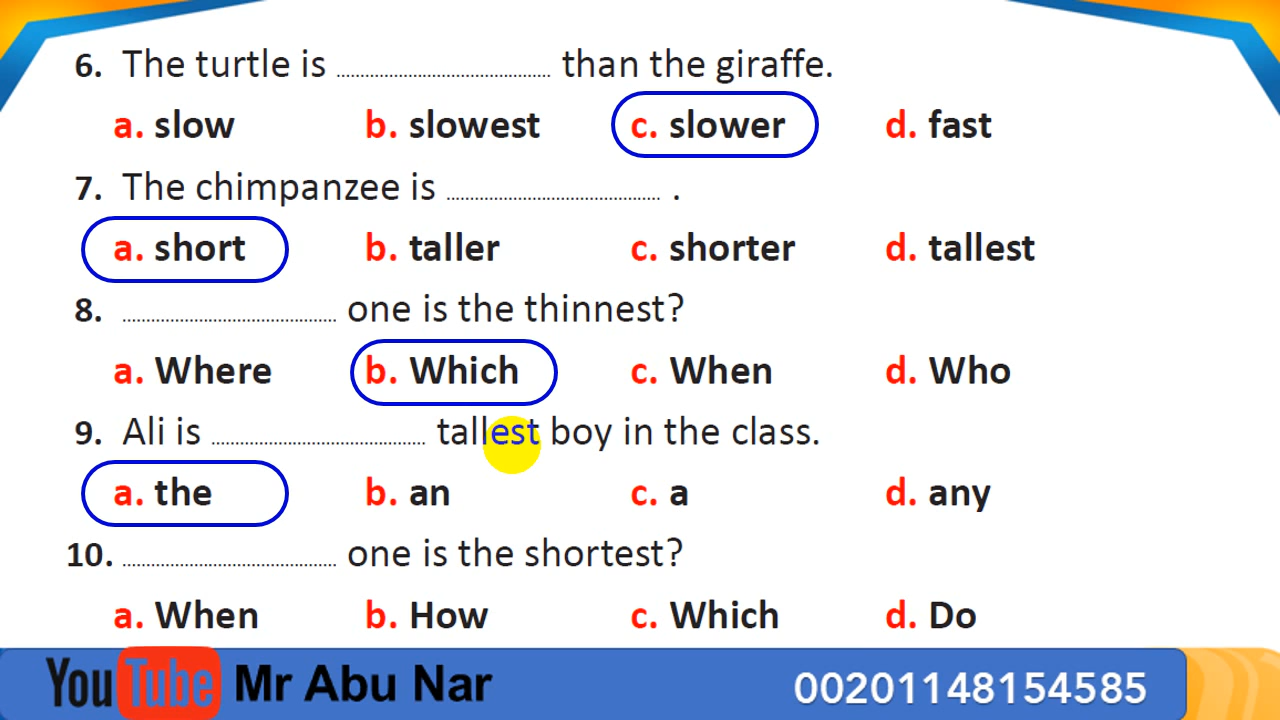 6. The turtle is ........................................ than the giraffe.
a. slow b. slowest c. slower d. fast
7. The chimpanzee is ........................................ .
a. short b. taller c. shorter d. tallest
8. ........................................ one is the thinnest?
a. Where b. Which c. When d. Who
9. Ali is ........................................ tallest boy in the class.
a. the b. an c. a d. any
10. ........................................ one is the shortest?
a. When b. How c. Which d. Do
YouTube Mr Abu Nar 00201148154585